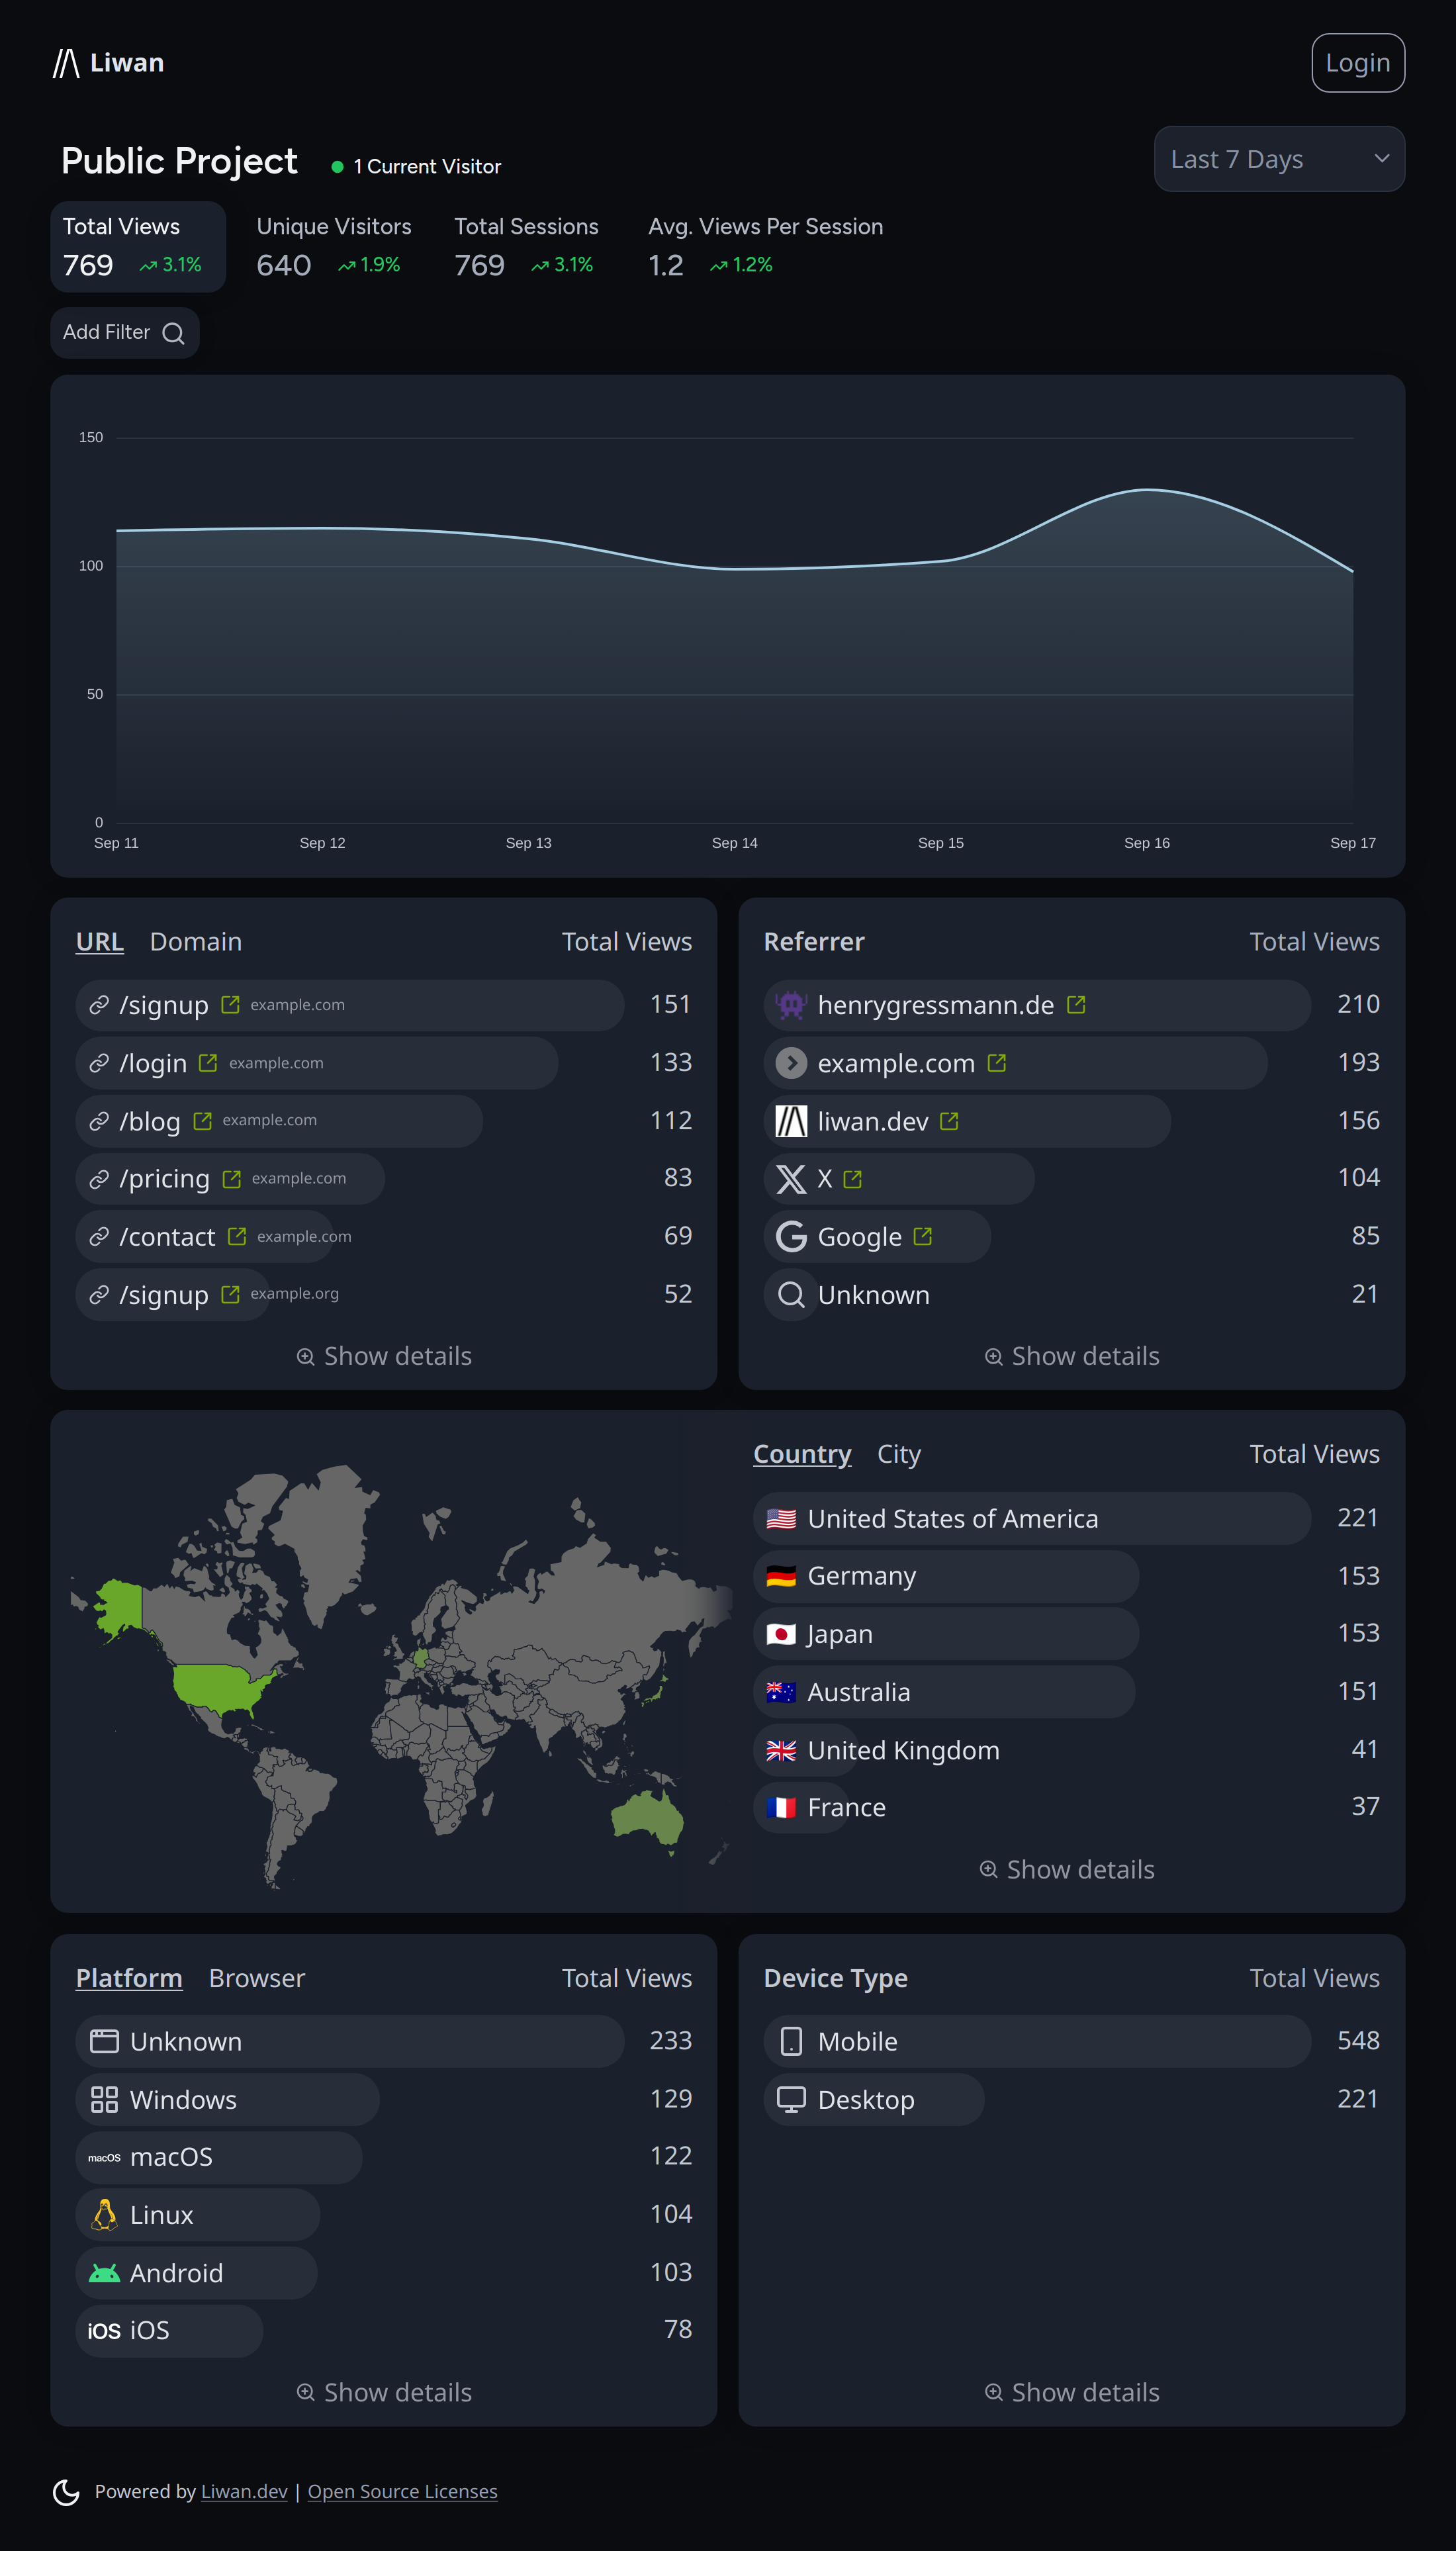 Liwan
Login
Public Project
1 Current Visitor
Last 7 Days
Total Views
769 3.1%
Unique Visitors
640 1.9%
Total Sessions
769 3.1%
Avg. Views Per Session
1.2 1.2%
Add Filter
150
100
50
0
Sep 11 Sep 12 Sep 13 Sep 14 Sep 15 Sep 16 Sep 17
URL Domain Total Views
/signup example.com 151
/login example.com 133
/blog example.com 112
/pricing example.com 83
/contact example.com 69
/signup example.org 52
Show details
Referrer Total Views
henrygressmann.de 210
example.com 193
liwan.dev 156
X 104
Google 85
Unknown 21
Show details
Country City Total Views
United States of America 221
Germany 153
Japan 153
Australia 151
United Kingdom 41
France 37
Show details
Platform Browser Total Views
Unknown 233
Windows 129
macOS macOS 122
Linux 104
Android 103
iOS iOS 78
Show details
Device Type Total Views
Mobile 548
Desktop 221
Show details
Powered by Liwan.dev | Open Source Licenses